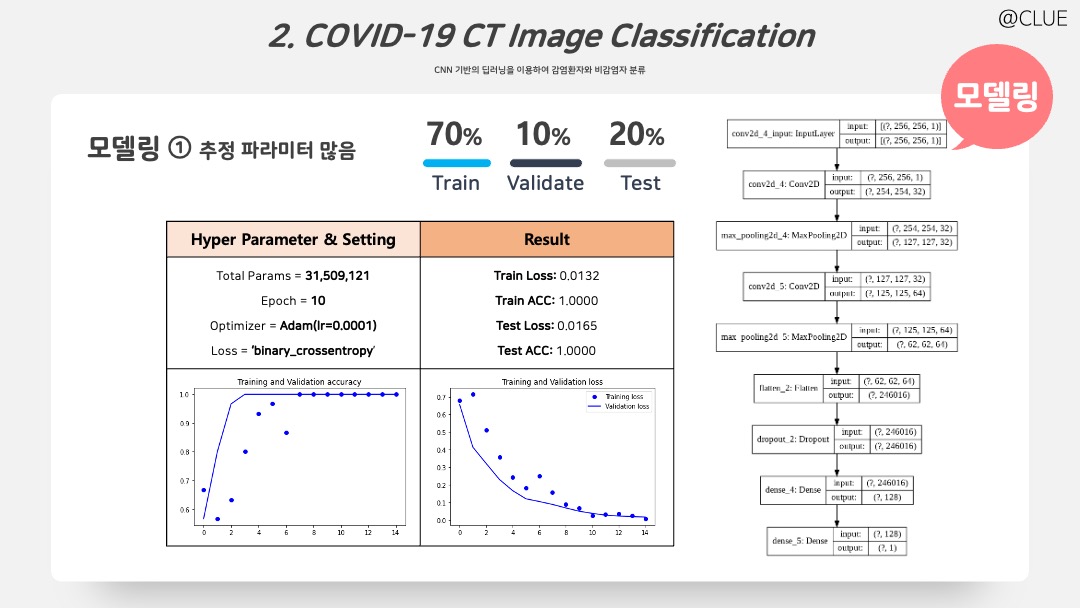 @CLUE
2. COVID-19 CT Image Classification
CNN 기반의 딥러닝을 이용하여 감염환자와 비감염자 분류
모델링
모델링 ① 추정 파라미터 많음
70% 10% 20%
Train Validate Test
Hyper Parameter & Setting Result
Total Params = 31,509,121 Train Loss: 0.0132
Epoch = 10 Train ACC: 1.0000
Optimizer = Adam(lr=0.0001) Test Loss: 0.0165
Loss = 'binary_crossentropy' Test ACC: 1.0000
Training and Validation accuracy
1.0
0.9
0.8
0.7
0.6
0 2 4 6 8 10 12 14
Training and Validation loss
Training loss
Validation loss
0.7
0.6
0.5
0.4
0.3
0.2
0.1
0.0
0 2 4 6 8 10 12 14
conv2d_4_input: InputLayer input: [(?, 256, 256, 1)]
output: [(?, 256, 256, 1)]
conv2d_4: Conv2D input: (?, 256, 256, 1)
output: (?, 254, 254, 32)
max_pooling2d_4: MaxPooling2D input: (?, 254, 254, 32)
output: (?, 127, 127, 32)
conv2d_5: Conv2D input: (?, 127, 127, 32)
output: (?, 125, 125, 64)
max_pooling2d_5: MaxPooling2D input: (?, 125, 125, 64)
output: (?, 62, 62, 64)
flatten_2: Flatten input: (?, 62, 62, 64)
output: (?, 246016)
dropout_2: Dropout input: (?, 246016)
output: (?, 246016)
dense_4: Dense input: (?, 246016)
output: (?, 128)
dense_5: Dense input: (?, 128)
output: (?, 1)